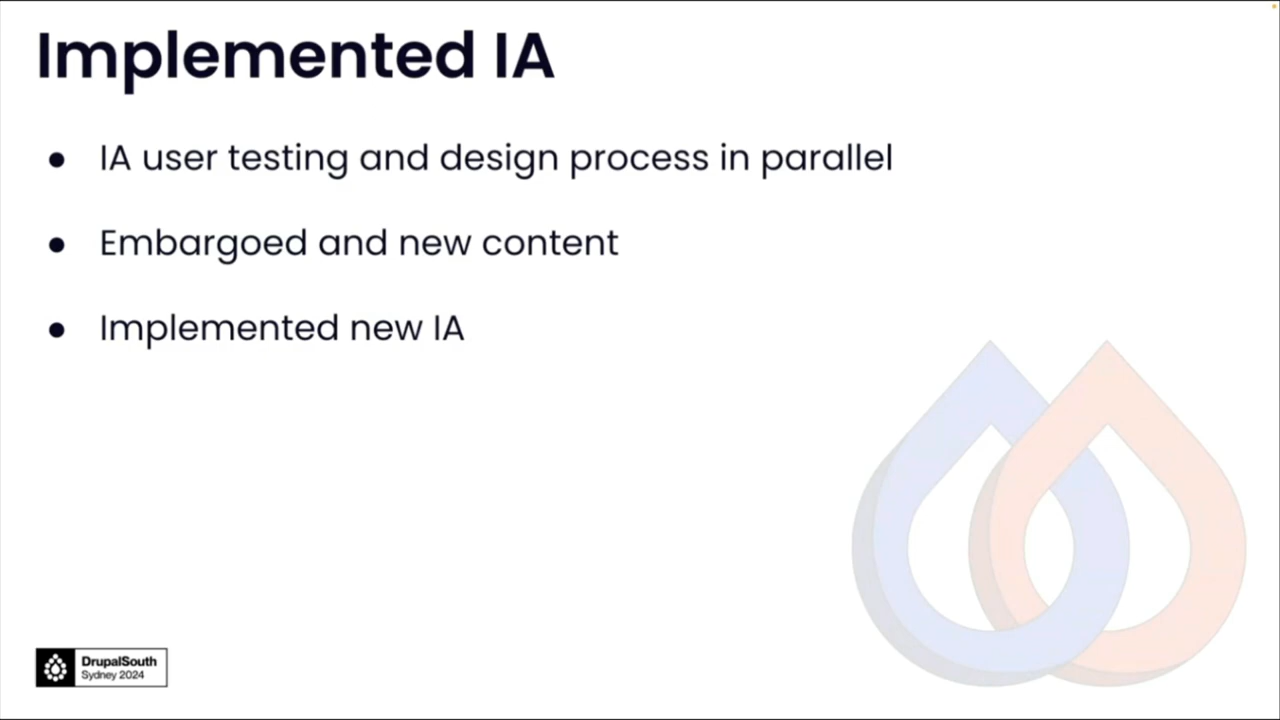 Implemented IA
● IA user testing and design process in parallel
● Embargoed and new content
● Implemented new IA
DrupalSouth
Sydney 2024